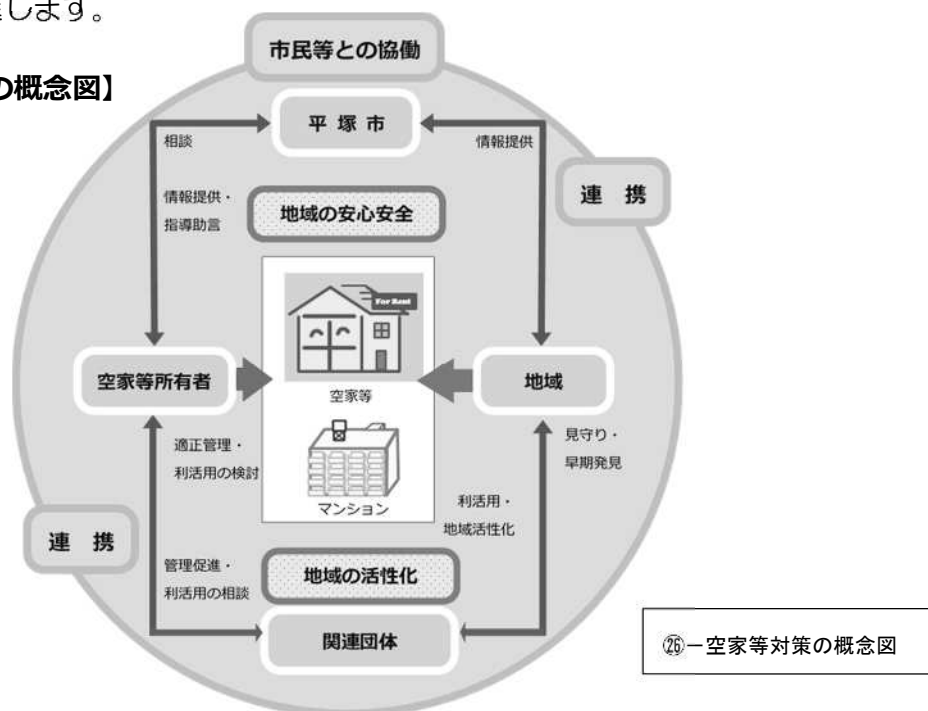 します。
の概念図】
市民等との協働
平 塚 市
相談
情報提供
連 携
情報提供・
指導助言
地域の安心安全
For Rent
空家等所有者
地域
空家等
適正管理・
利活用の検討
見守り・
早期発見
マンション
利活用・
地域活性化
連 携
管理促進・
利活用の相談
地域の活性化
関連団体
㉖－空家等対策の概念図